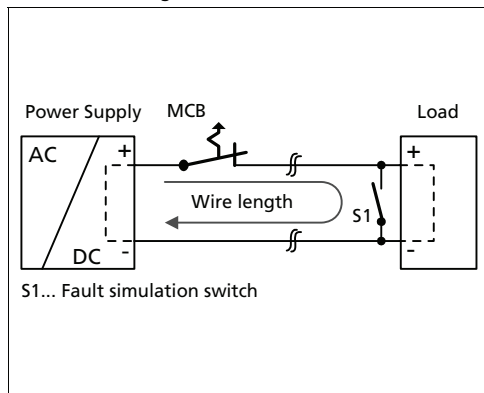 Power Supply MCB Load
AC + +
Wire length
S1
DC - -
S1... Fault simulation switch